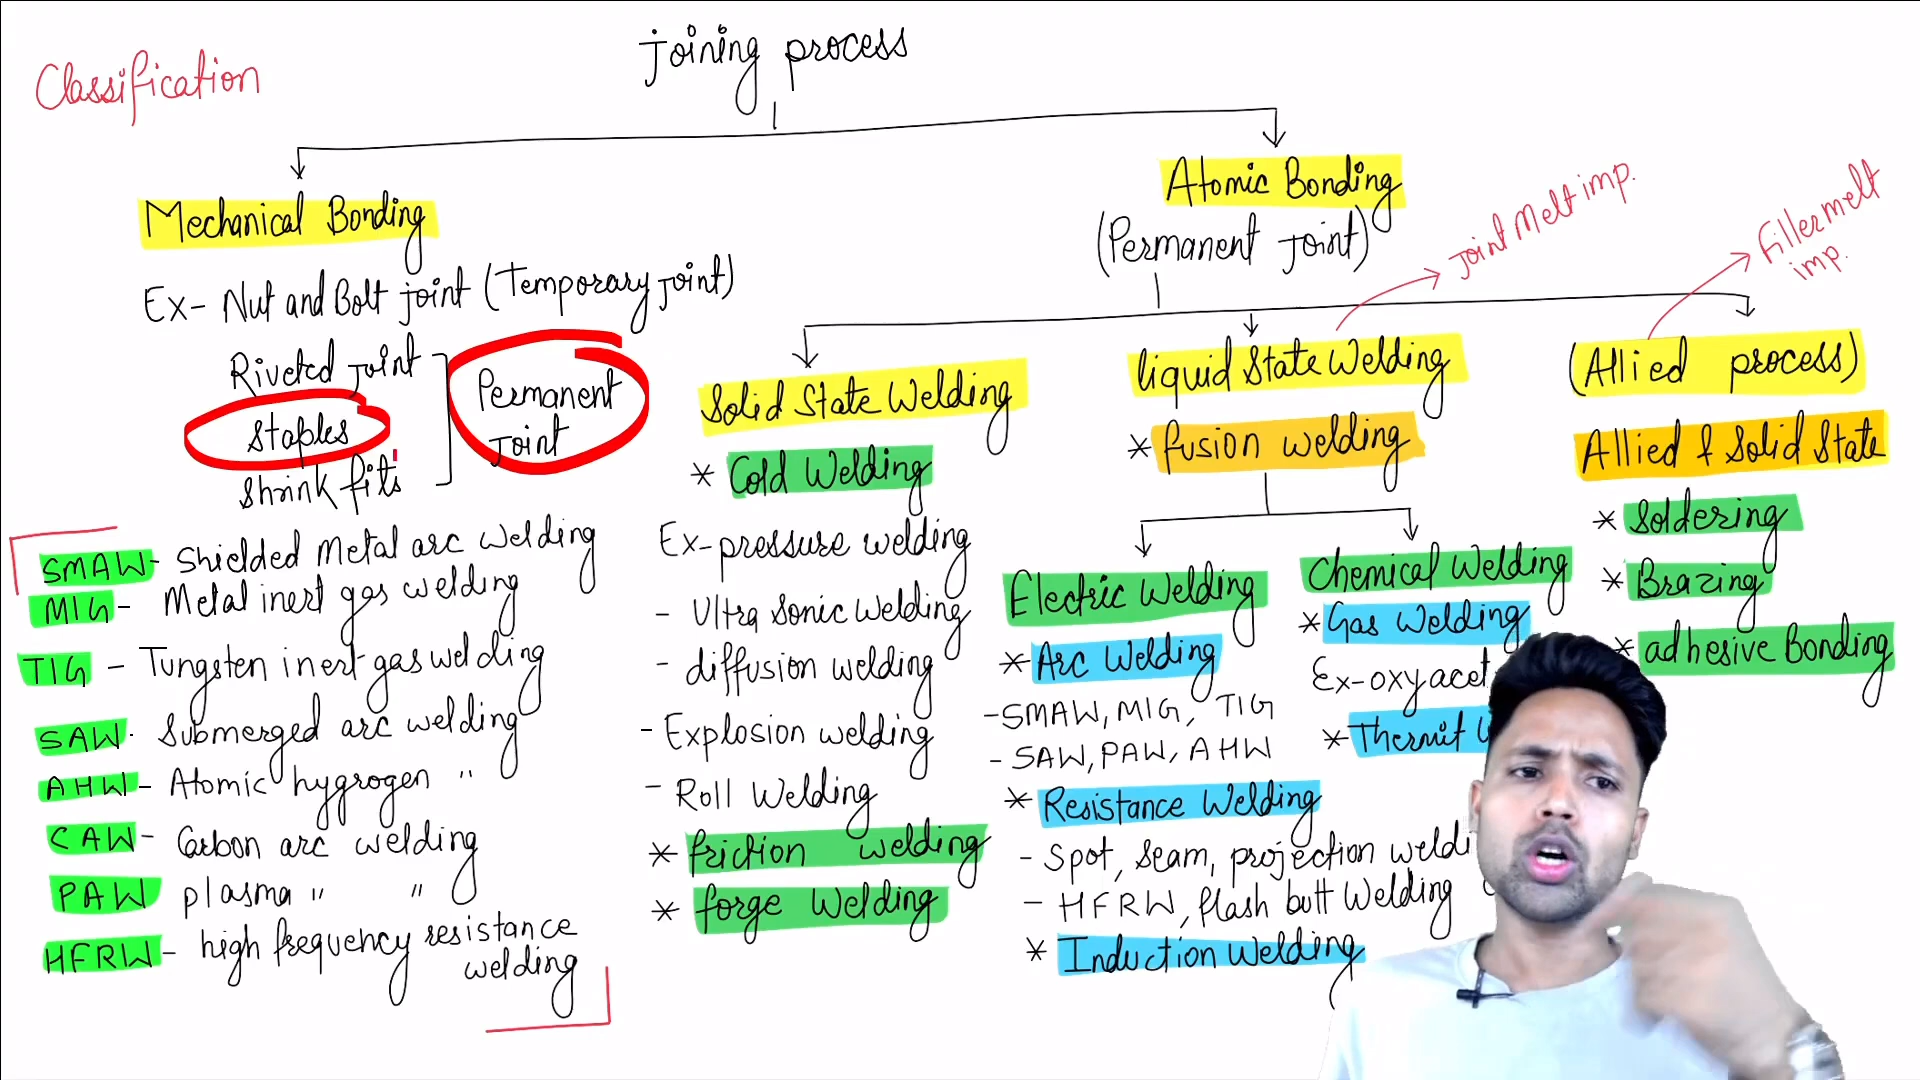 Classification
Joining process
Mechanical Bonding
Ex- Nut and Bolt joint (Temporary joint)
Riveted joint
Staples
Shrink fits
Permanent
Joint
SMAW- Shielded Metal arc welding
MIG- Metal inert gas welding
TIG - Tungsten inert gas welding
SAW- Submerged arc welding
AHW- Atomic hygrogen "
CAW- Carbon arc welding
PAW plasma " "
HFRW- high frequency resistance
welding
Atomic Bonding
(Permanent joint)
Joint Melt imp.
Filler melt
imp.
Solid State Welding
* Cold Welding
Ex- pressure welding
- Ultra Sonic Welding
- diffusion welding
- Explosion welding
- Roll Welding
* friction welding
* forge Welding
liquid State Welding
* fusion welding
Electric Welding
* Arc Welding
- SMAW, MIG, TIG
- SAW, PAW, AHW
* Resistance Welding
- Spot, Seam, projection weldi
- HFRW, flash butt Welding
* Induction Welding
Chemical Welding
* Gas Welding
Ex- oxyacet
* Thermit
(Allied process)
Allied & Solid State
* Soldering
* Brazing
* adhesive Bonding